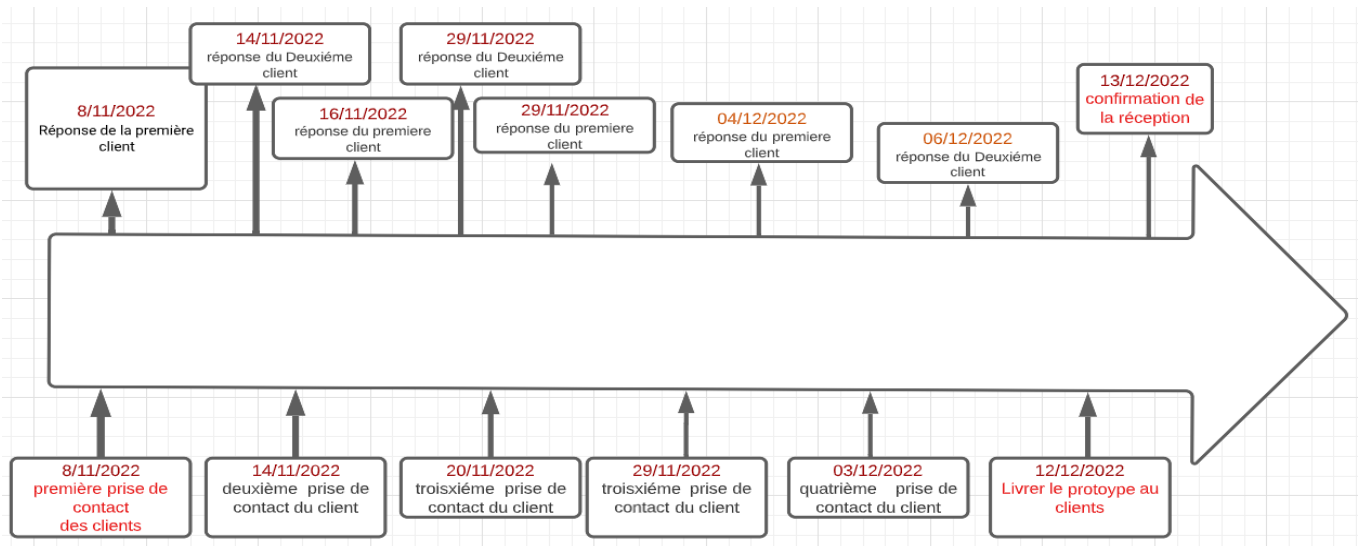 14/11/2022
réponse du Deuxiéme
client
29/11/2022
réponse du Deuxiéme
client
8/11/2022
Réponse de la première
client
16/11/2022
réponse du premiere
client
29/11/2022
réponse du premiere
client
04/12/2022
réponse du premiere
client
06/12/2022
réponse du Deuxiéme
client
13/12/2022
confirmation de
la réception
8/11/2022
première prise de
contact
des clients
14/11/2022
deuxième prise de
contact du client
20/11/2022
troisxiéme prise de
contact du client
29/11/2022
troisxiéme prise de
contact du client
03/12/2022
quatrième prise de
contact du client
12/12/2022
Livrer le protoype au
clients